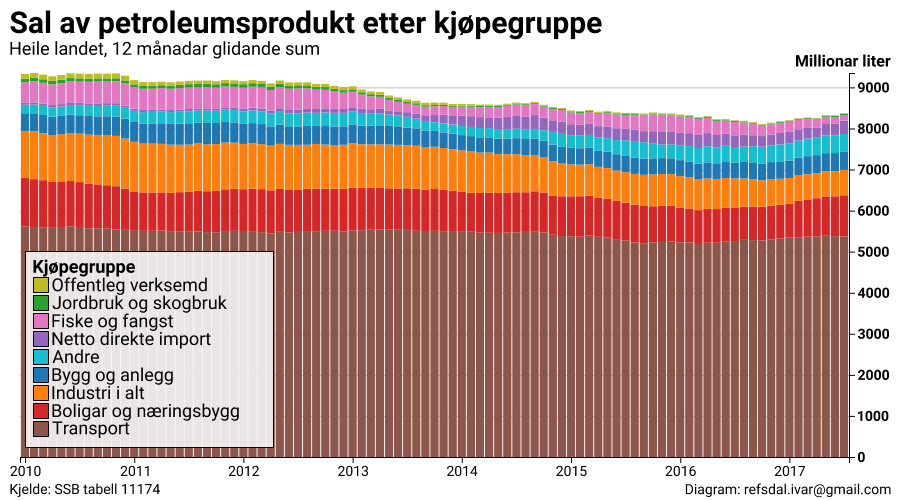 Sal av petroleumsprodukt etter kjøpegruppe
Heile landet, 12 månadar glidande sum
Millionar liter
9000
8000
7000
6000
5000
4000
3000
2000
1000
0
Kjøpegruppe
Offentleg verksemd
Jordbruk og skogbruk
Fiske og fangst
Netto direkte import
Andre
Bygg og anlegg
Industri i alt
Boligar og næringsbygg
Transport
2010 2011 2012 2013 2014 2015 2016 2017
Kjelde: SSB tabell 11174
Diagram: refsdal.ivar@gmail.com